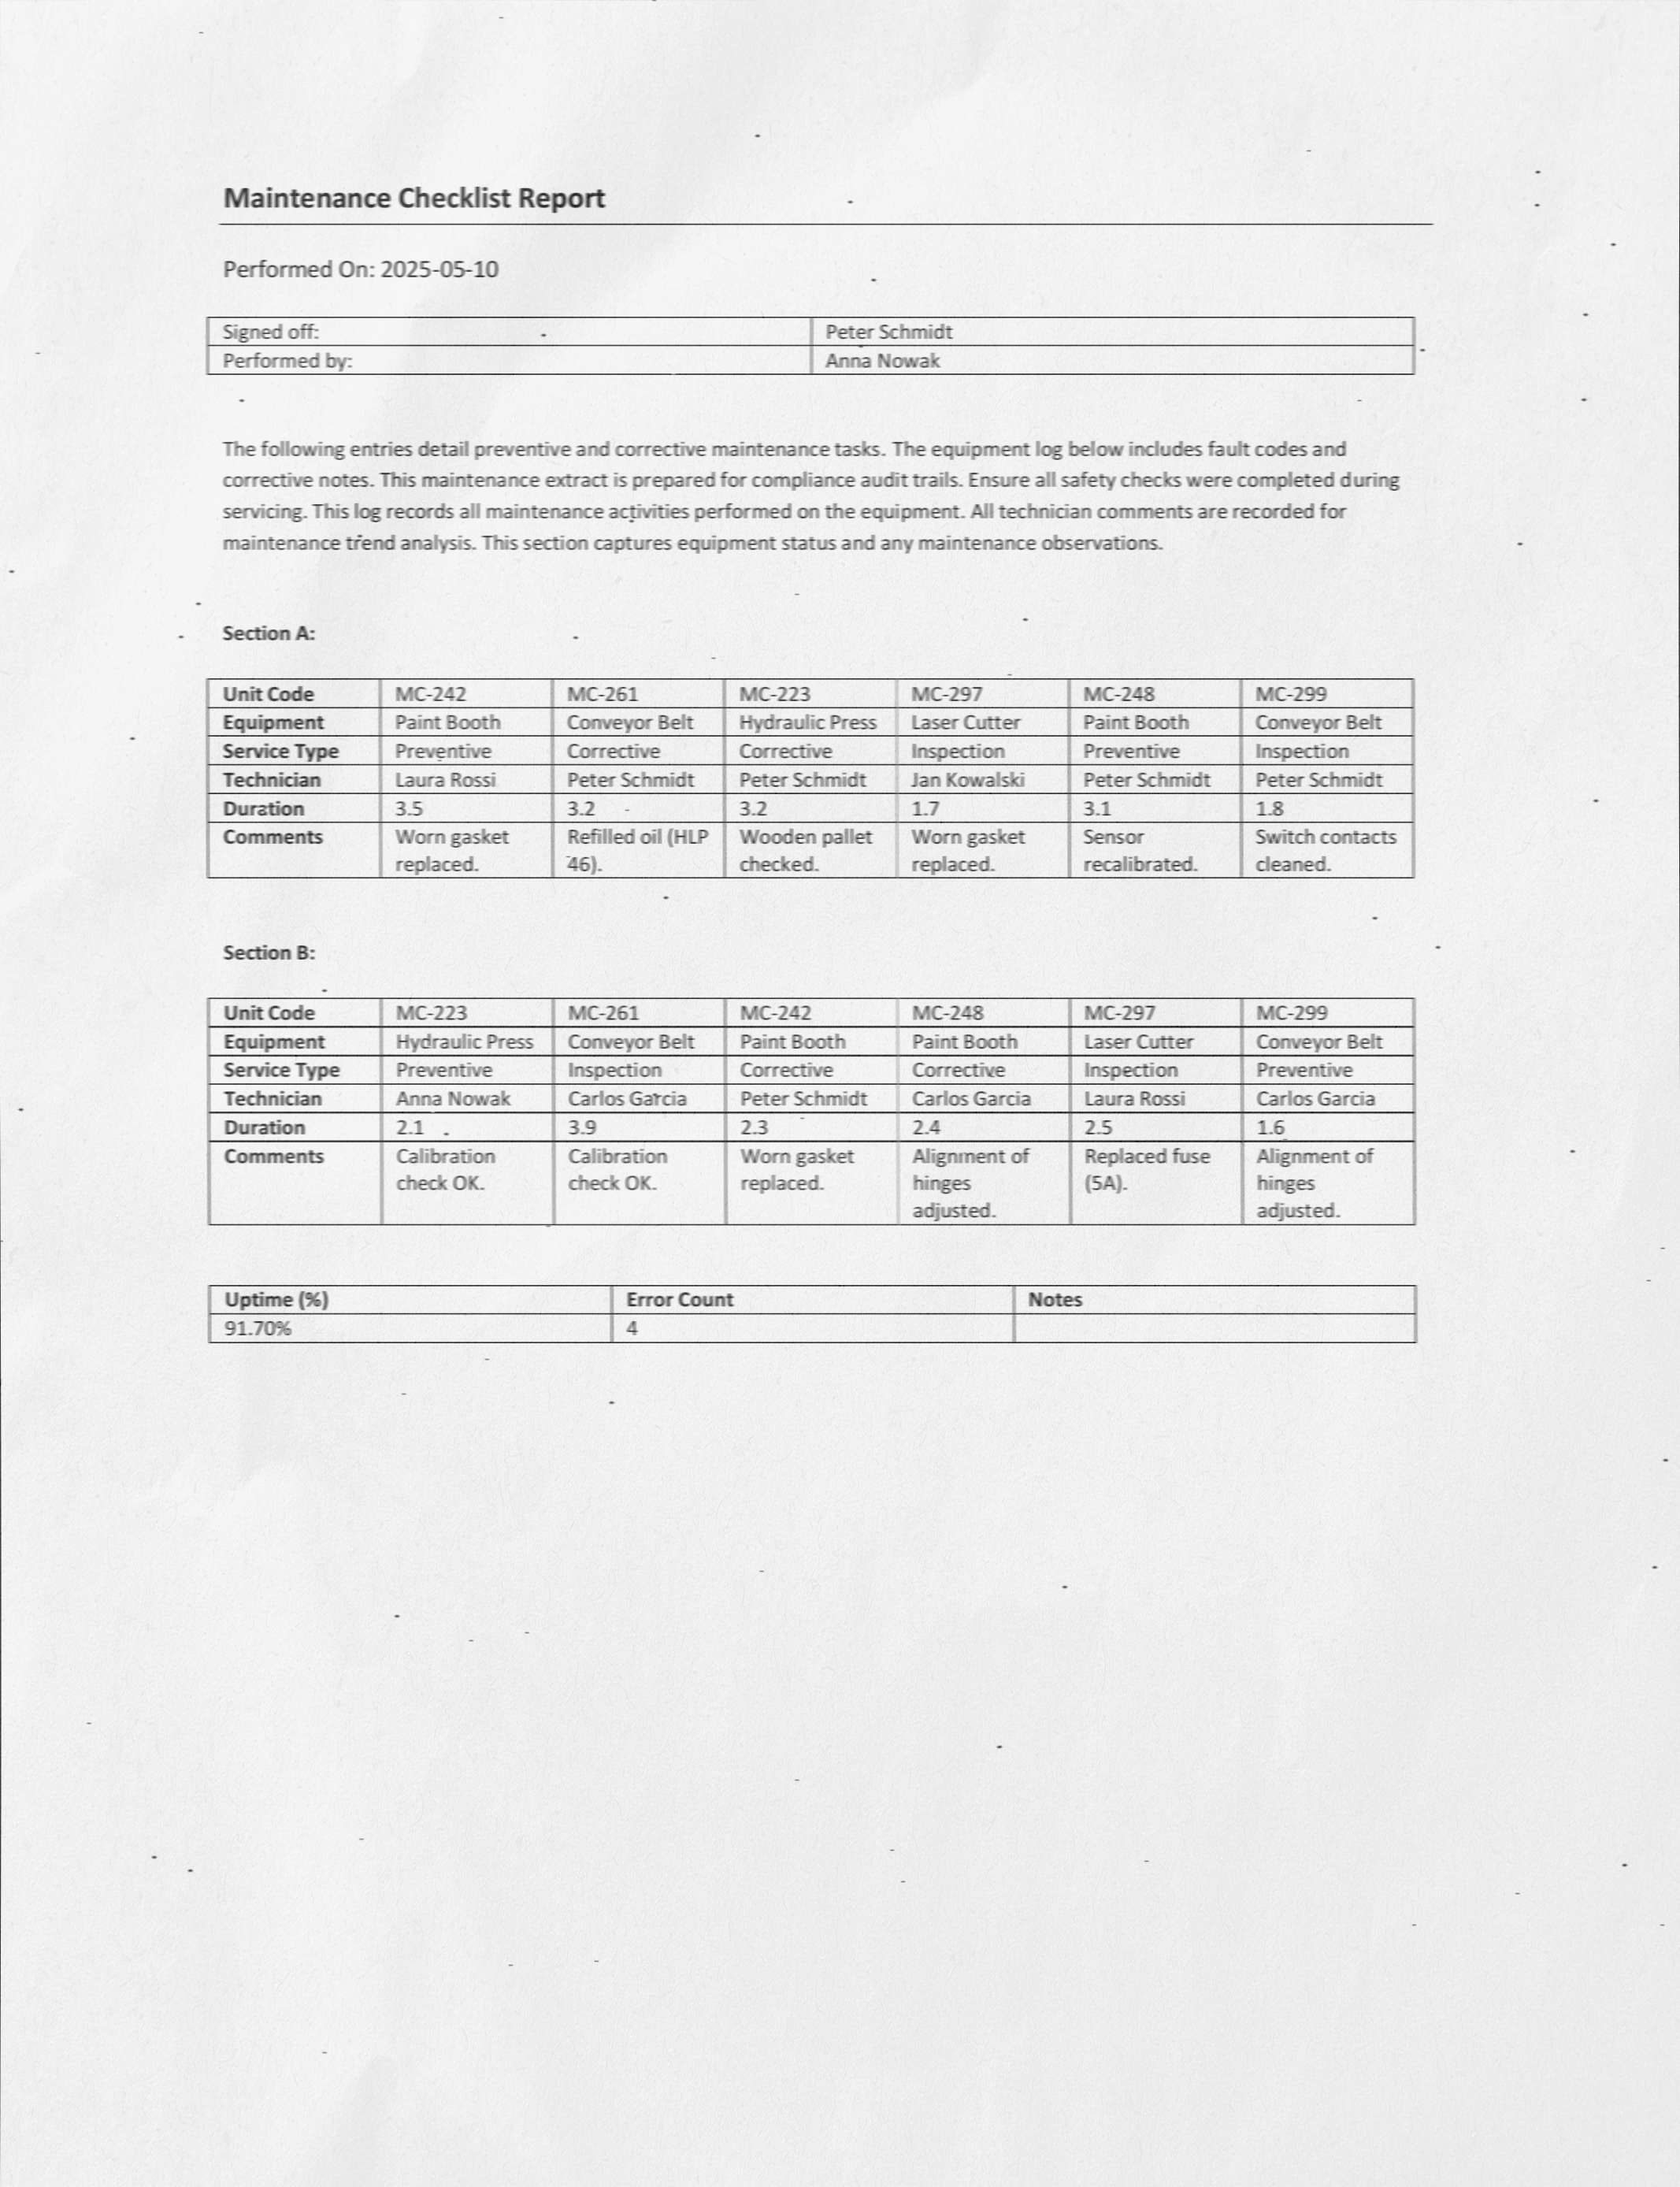 Maintenance Checklist Report
Performed On: 2025-05-10
Signed off: Peter Schmidt
Performed by: Anna Nowak
The following entries detail preventive and corrective maintenance tasks. The equipment log below includes fault codes and
corrective notes. This maintenance extract is prepared for compliance audit trails. Ensure all safety checks were completed during
servicing. This log records all maintenance activities performed on the equipment. All technician comments are recorded for
maintenance trend analysis. This section captures equipment status and any maintenance observations.
Section A:
Unit Code MC-242 MC-261 MC-223 MC-297 MC-248 MC-299
Equipment Paint Booth Conveyor Belt Hydraulic Press Laser Cutter Paint Booth Conveyor Belt
Service Type Preventive Corrective Corrective Inspection Preventive Inspection
Technician Laura Rossi Peter Schmidt Peter Schmidt Jan Kowalski Peter Schmidt Peter Schmidt
Duration 3.5 3.2 3.2 1.7 3.1 1.8
Comments Worn gasket Refilled oil (HLP Wooden pallet Worn gasket Sensor Switch contacts
replaced. 46). checked. replaced. recalibrated. cleaned.
Section B:
Unit Code MC-223 MC-261 MC-242 MC-248 MC-297 MC-299
Equipment Hydraulic Press Conveyor Belt Paint Booth Paint Booth Laser Cutter Conveyor Belt
Service Type Preventive Inspection Corrective Corrective Inspection Preventive
Technician Anna Nowak Carlos Garcia Peter Schmidt Carlos Garcia Laura Rossi Carlos Garcia
Duration 2.1 3.9 2.3 2.4 2.5 1.6
Comments Calibration Calibration Worn gasket Alignment of Replaced fuse Alignment of
check OK. check OK. replaced. hinges (5A). hinges
adjusted. adjusted.
Uptime (%) Error Count Notes
91.70% 4